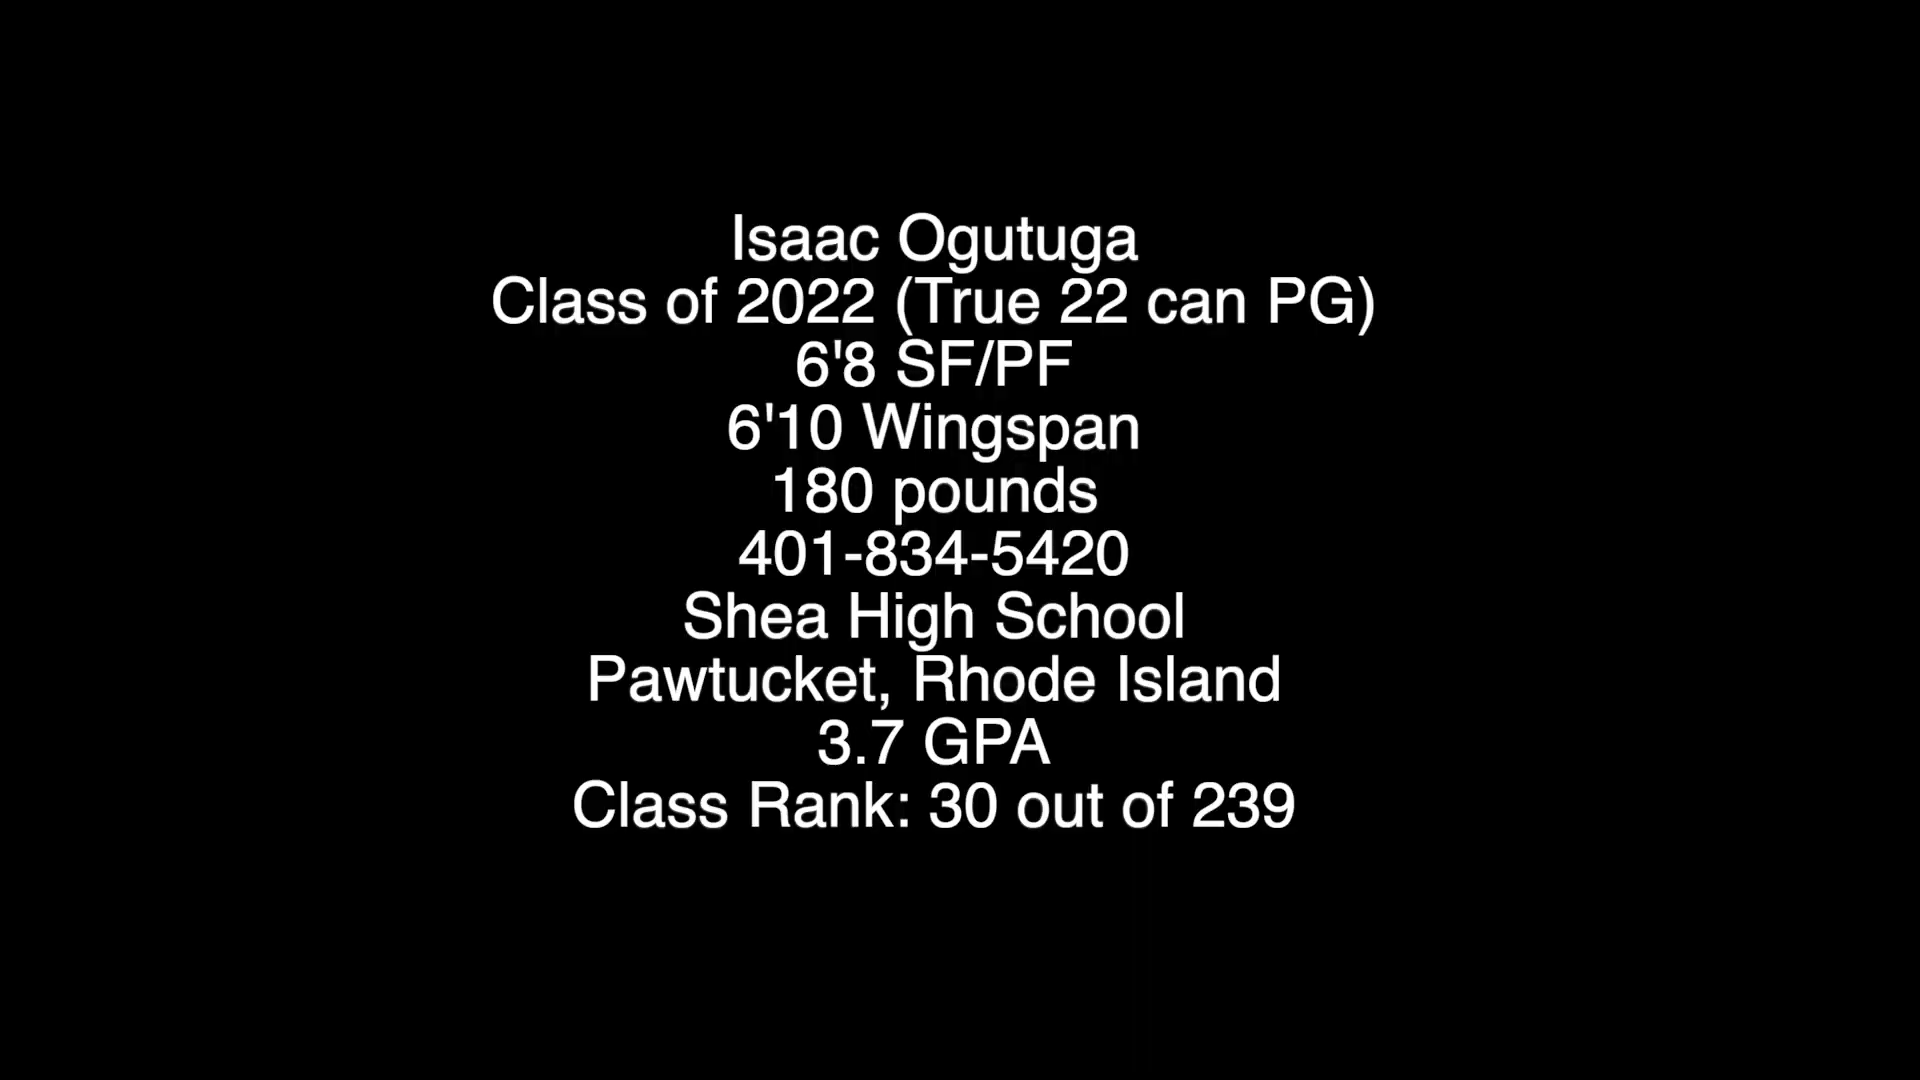 Isaac Ogutuga
Class of 2022 (True 22 can PG)
6'8 SF/PF
6'10 Wingspan
180 pounds
401-834-5420
Shea High School
Pawtucket, Rhode Island
3.7 GPA
Class Rank: 30 out of 239